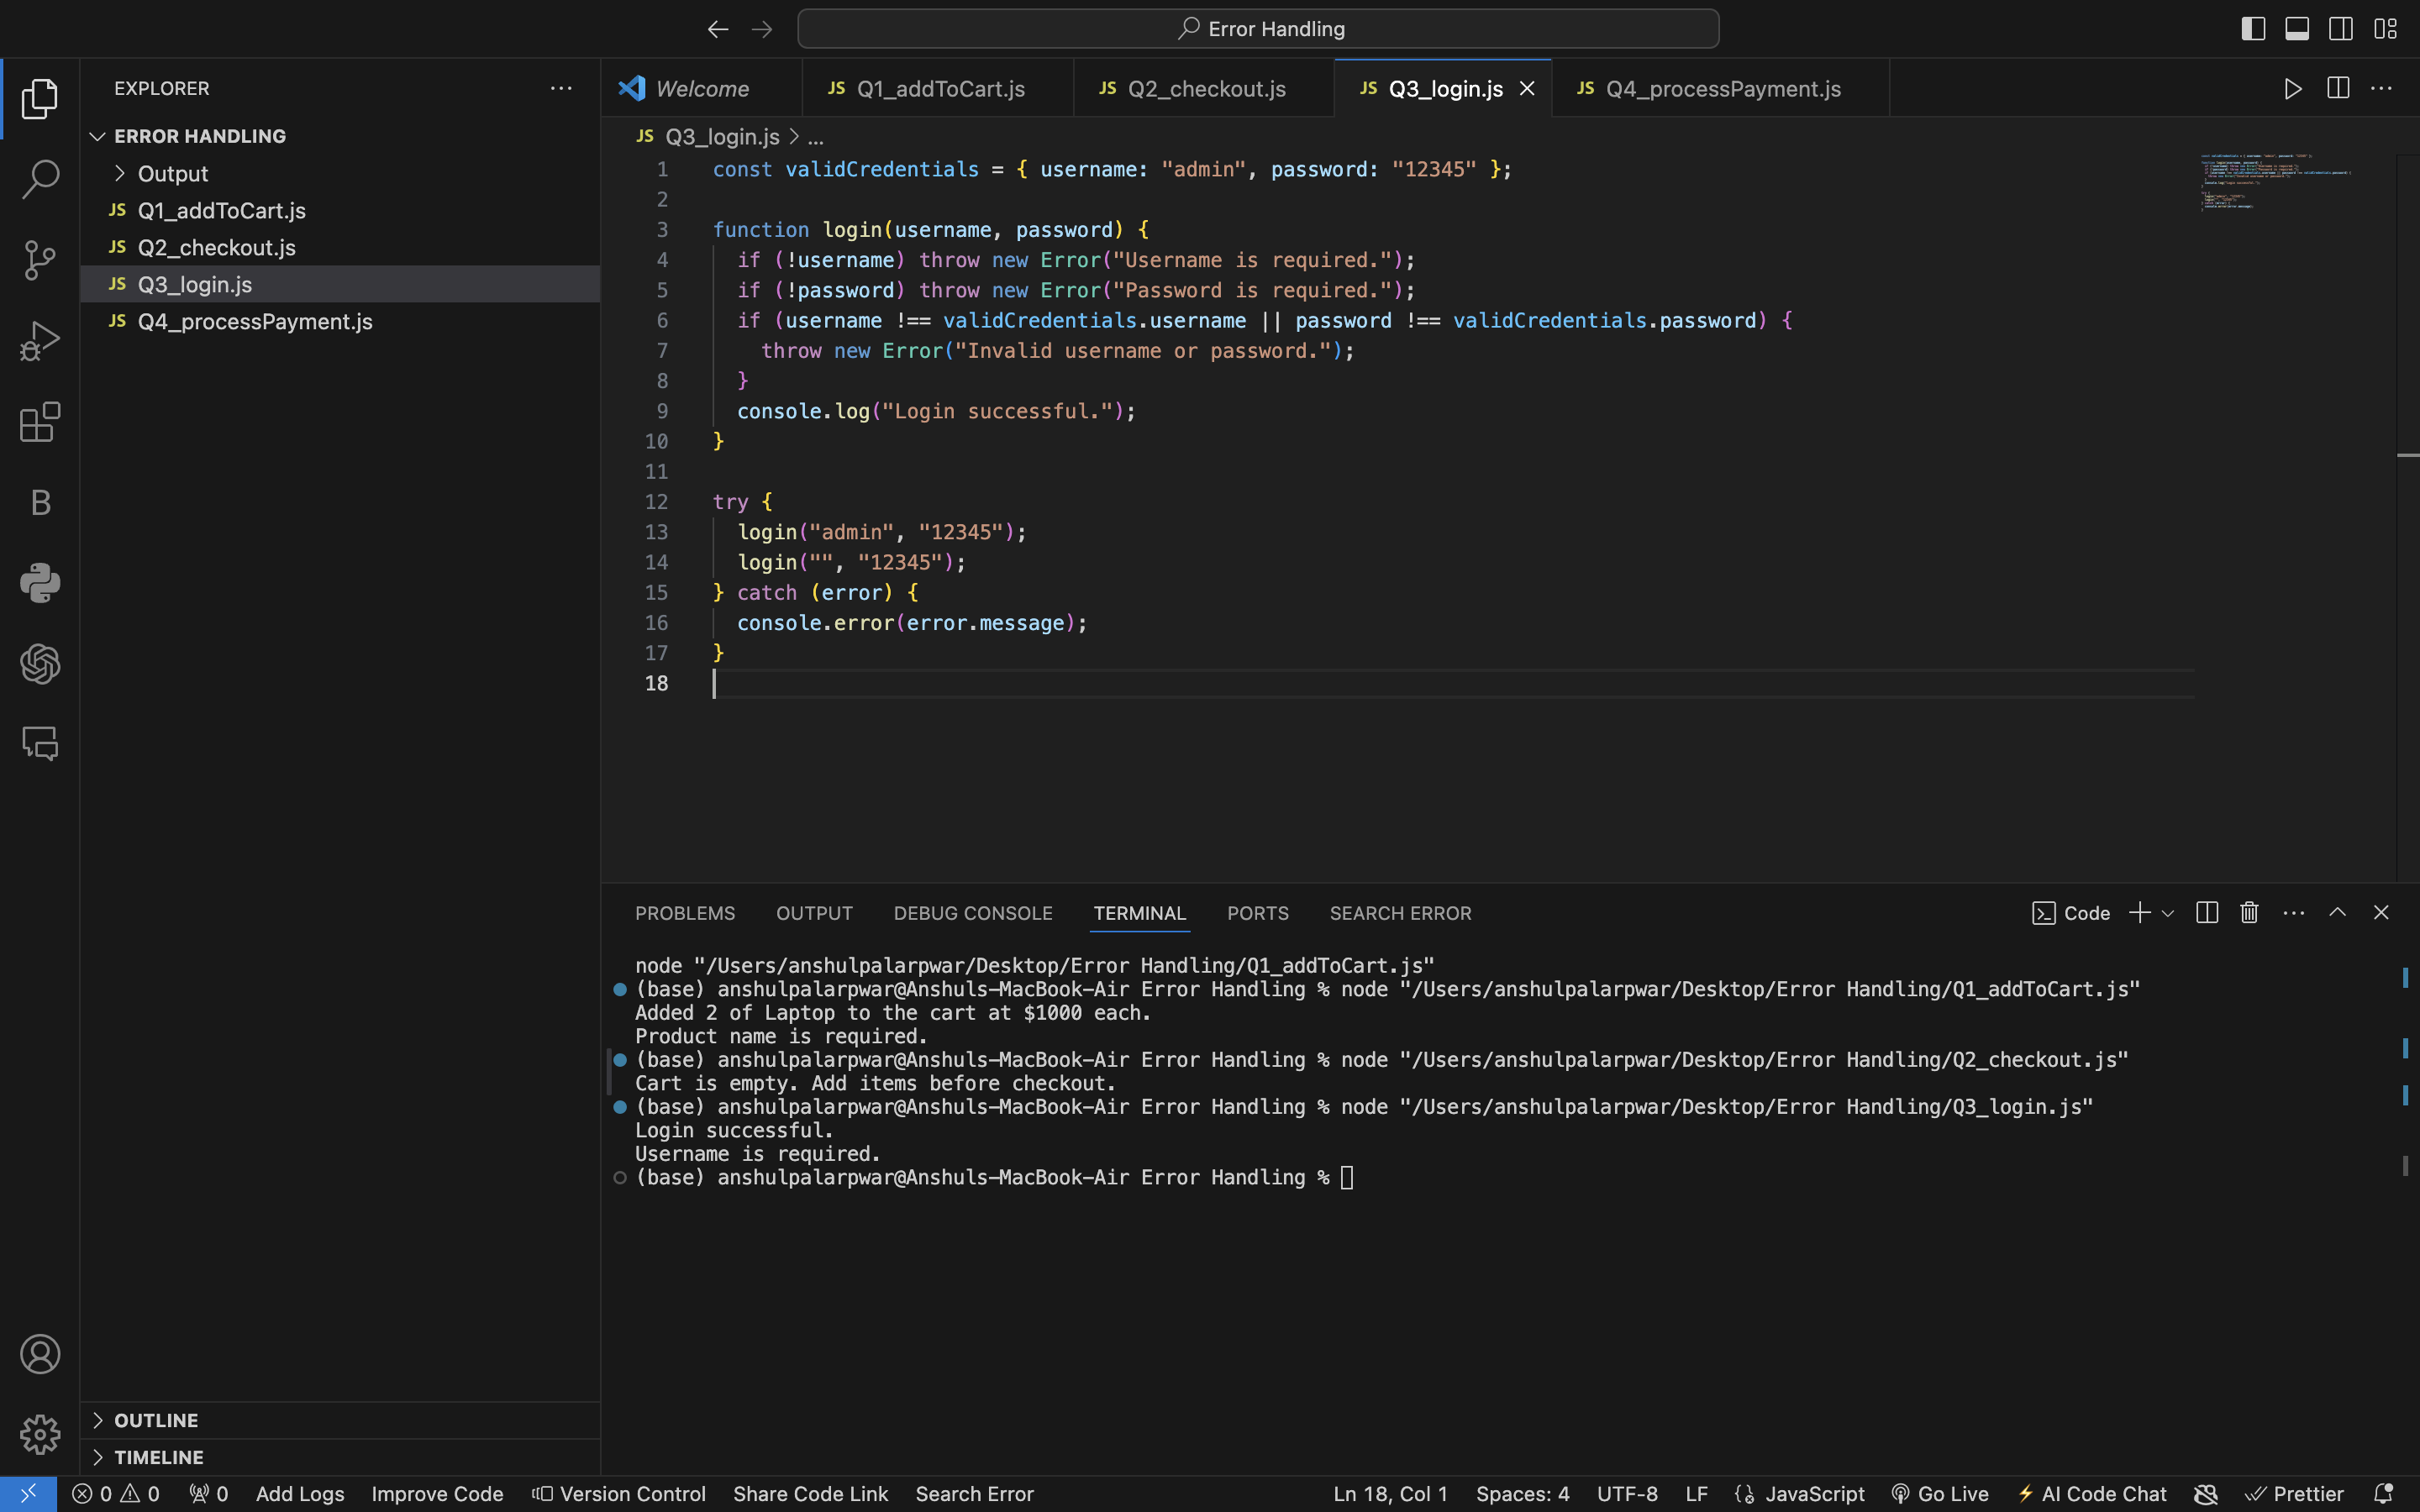 Error Handling
EXPLORER
Welcome
JS Q1_addToCart.js
JS Q2_checkout.js
JS Q3_login.js
JS Q4_processPayment.js
ERROR HANDLING
Output
JS Q1_addToCart.js
JS Q2_checkout.js
JS Q3_login.js
JS Q4_processPayment.js
B
OUTLINE
TIMELINE
JS Q3_login.js > ...
1 const validCredentials = { username: "admin", password: "12345" };
2
3 function login(username, password) {
4 if (!username) throw new Error("Username is required.");
5 if (!password) throw new Error("Password is required.");
6 if (username !== validCredentials.username || password !== validCredentials.password) {
7 throw new Error("Invalid username or password.");
8 }
9 console.log("Login successful.");
10 }
11
12 try {
13 login("admin", "12345");
14 login("", "12345");
15 } catch (error) {
16 console.error(error.message);
17 }
18
PROBLEMS OUTPUT DEBUG CONSOLE TERMINAL PORTS SEARCH ERROR
Code
node "/Users/anshulpalarpwar/Desktop/Error Handling/Q1_addToCart.js"
(base) anshulpalarpwar@Anshuls-MacBook-Air Error Handling % node "/Users/anshulpalarpwar/Desktop/Error Handling/Q1_addToCart.js"
Added 2 of Laptop to the cart at $1000 each.
Product name is required.
(base) anshulpalarpwar@Anshuls-MacBook-Air Error Handling % node "/Users/anshulpalarpwar/Desktop/Error Handling/Q2_checkout.js"
Cart is empty. Add items before checkout.
(base) anshulpalarpwar@Anshuls-MacBook-Air Error Handling % node "/Users/anshulpalarpwar/Desktop/Error Handling/Q3_login.js"
Login successful.
Username is required.
(base) anshulpalarpwar@Anshuls-MacBook-Air Error Handling %
0 0 0 Add Logs Improve Code Version Control Share Code Link Search Error Ln 18, Col 1 Spaces: 4 UTF-8 LF JavaScript Go Live AI Code Chat Prettier